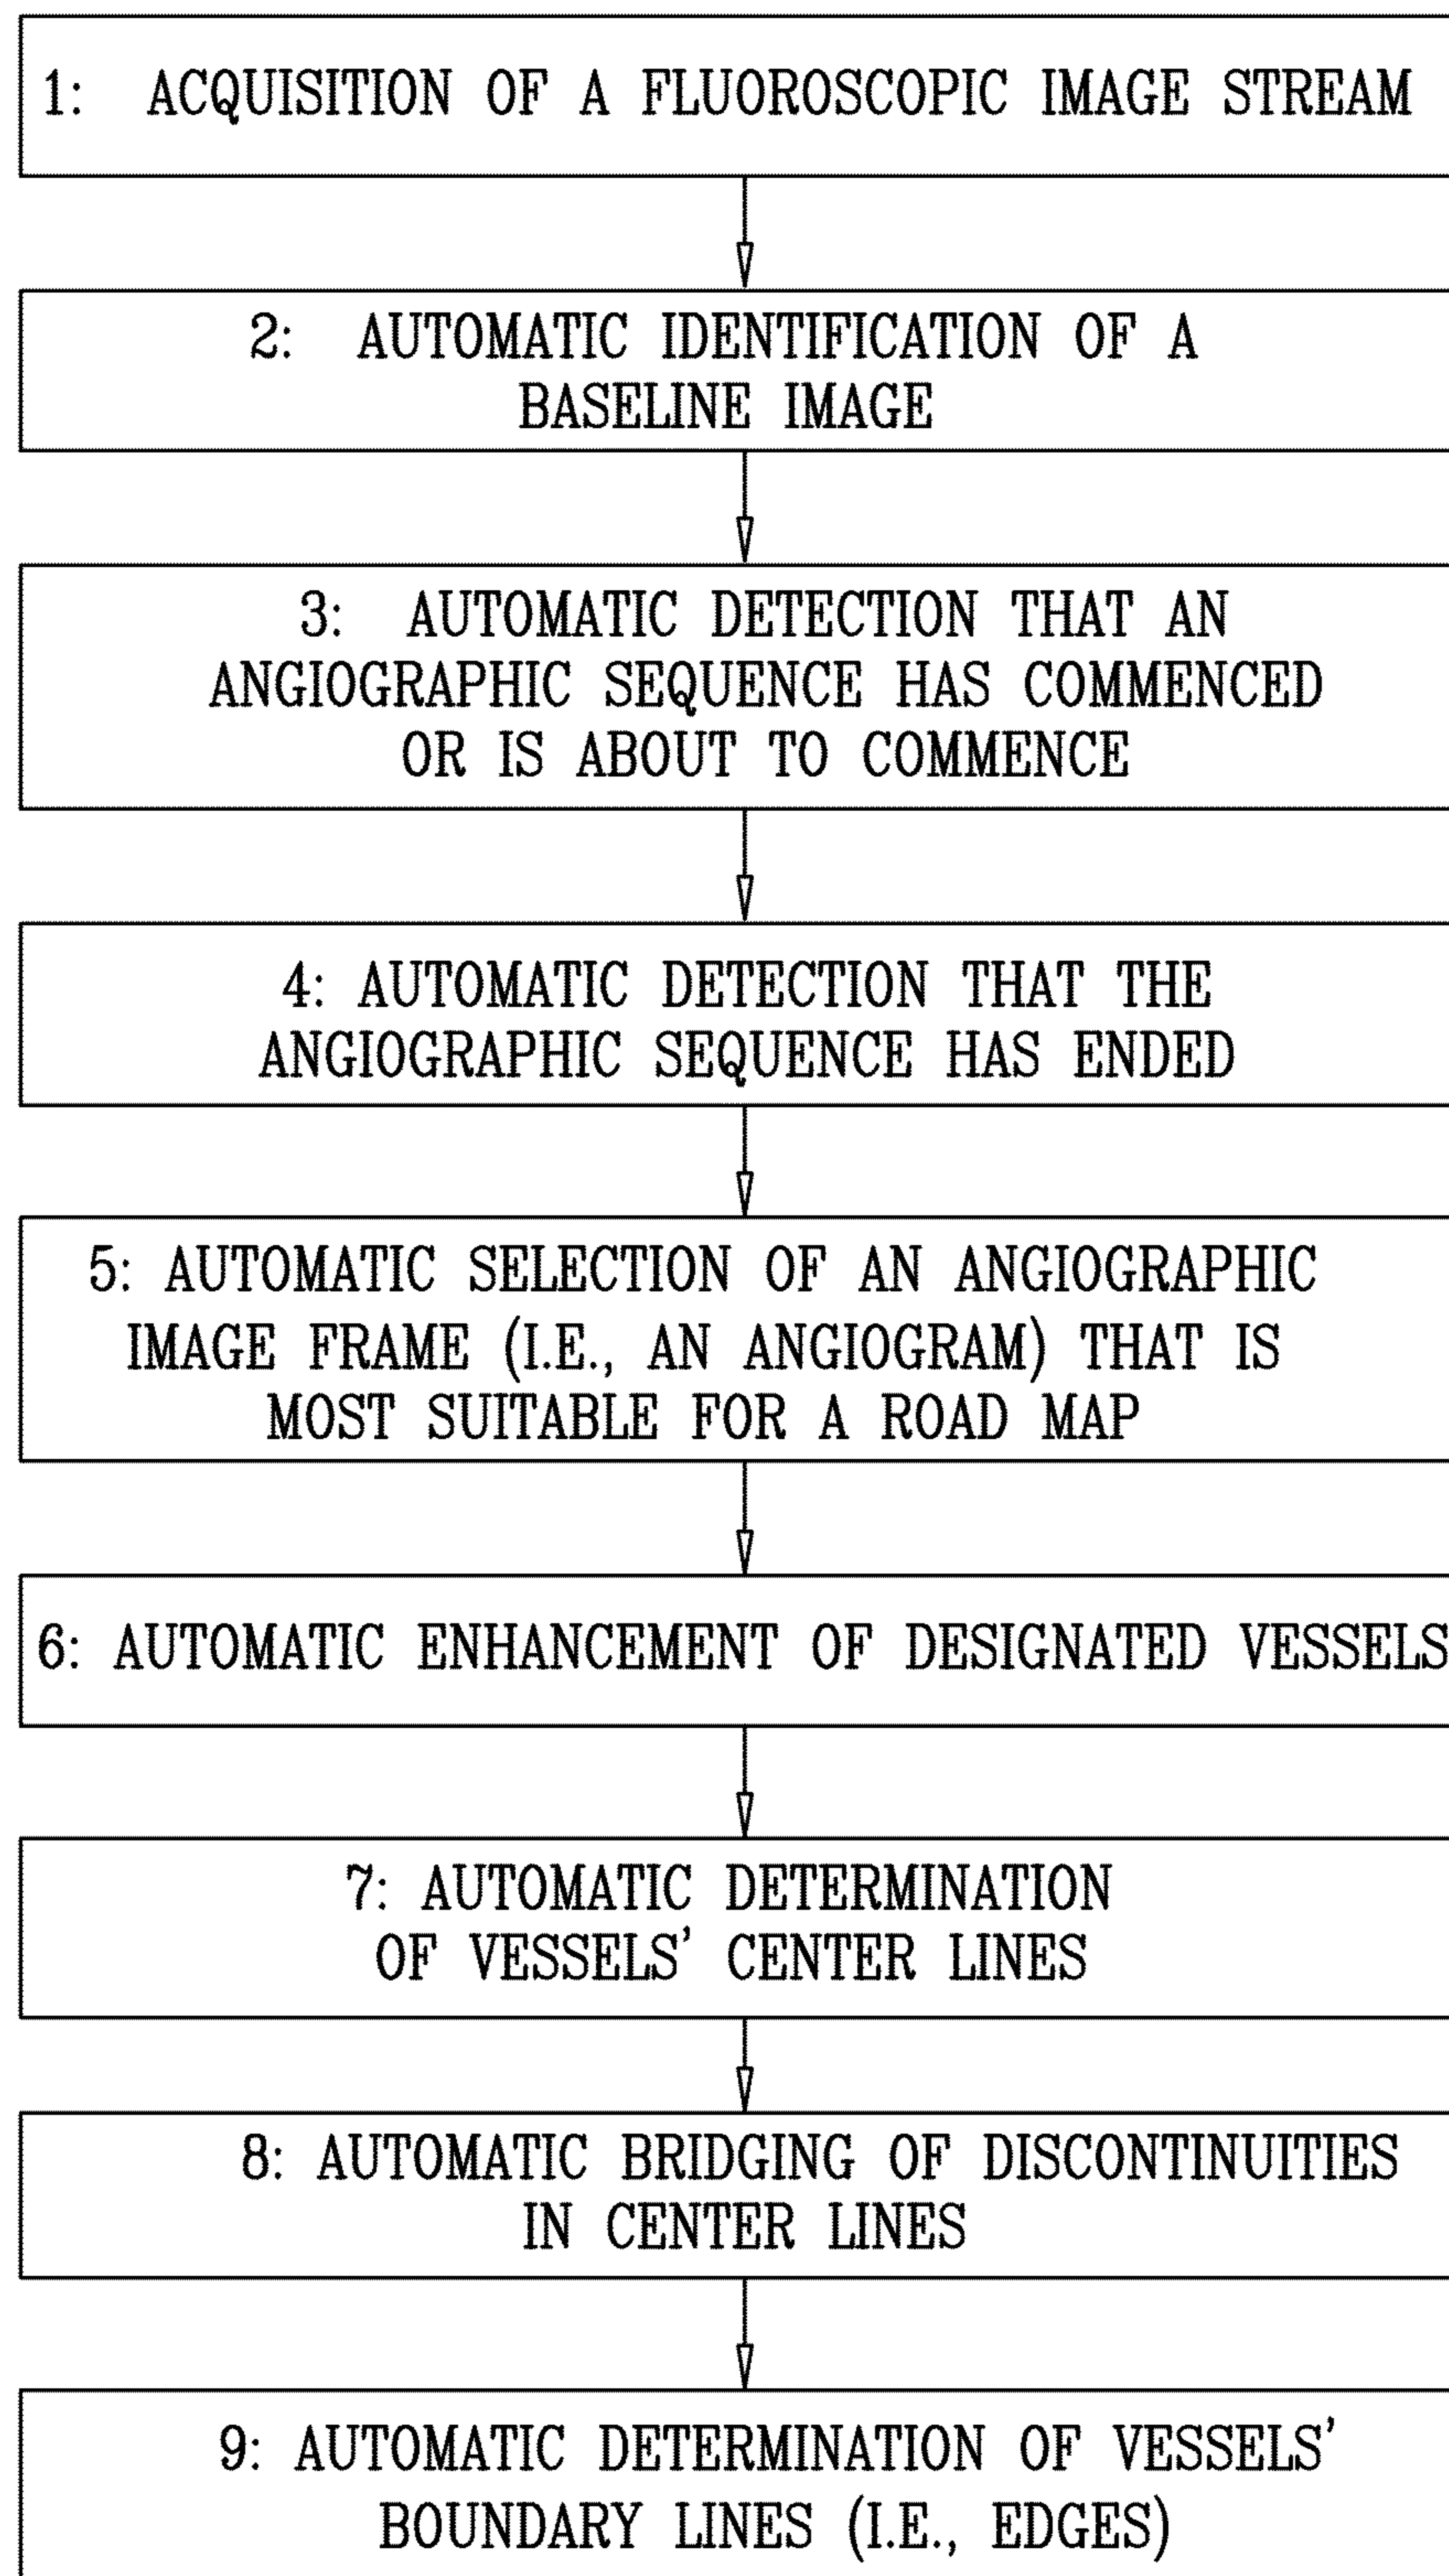 1: ACQUISITION OF A FLUOROSCOPIC IMAGE STREAM
2: AUTOMATIC IDENTIFICATION OF A
BASELINE IMAGE
3: AUTOMATIC DETECTION THAT AN
ANGIOGRAPHIC SEQUENCE HAS COMMENCED
OR IS ABOUT TO COMMENCE
4: AUTOMATIC DETECTION THAT THE
ANGIOGRAPHIC SEQUENCE HAS ENDED
5: AUTOMATIC SELECTION OF AN ANGIOGRAPHIC
IMAGE FRAME (I.E., AN ANGIOGRAM) THAT IS
MOST SUITABLE FOR A ROAD MAP
6: AUTOMATIC ENHANCEMENT OF DESIGNATED VESSELS
7: AUTOMATIC DETERMINATION
OF VESSELS' CENTER LINES
8: AUTOMATIC BRIDGING OF DISCONTINUITIES
IN CENTER LINES
9: AUTOMATIC DETERMINATION OF VESSELS'
BOUNDARY LINES (I.E., EDGES)